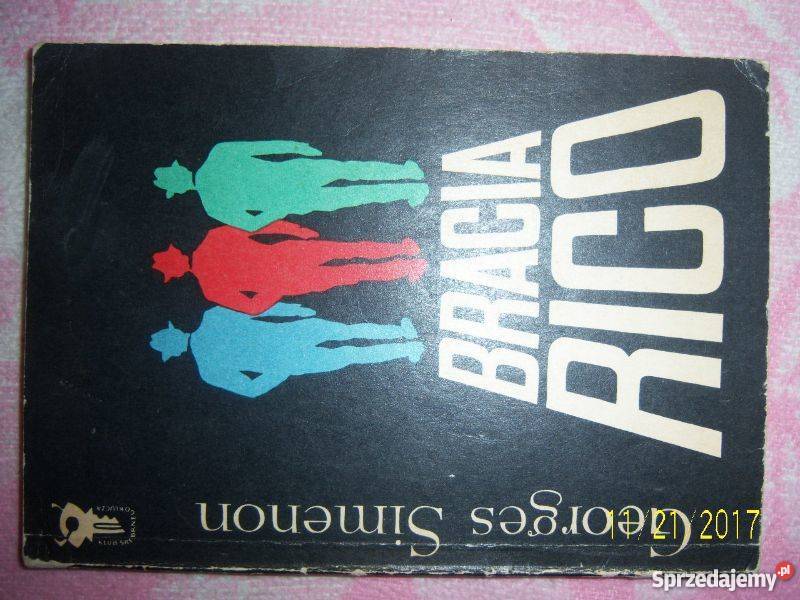 Georges Simenon
BRACIA
RICO
11/21/2017
Sprzedajemy.pl